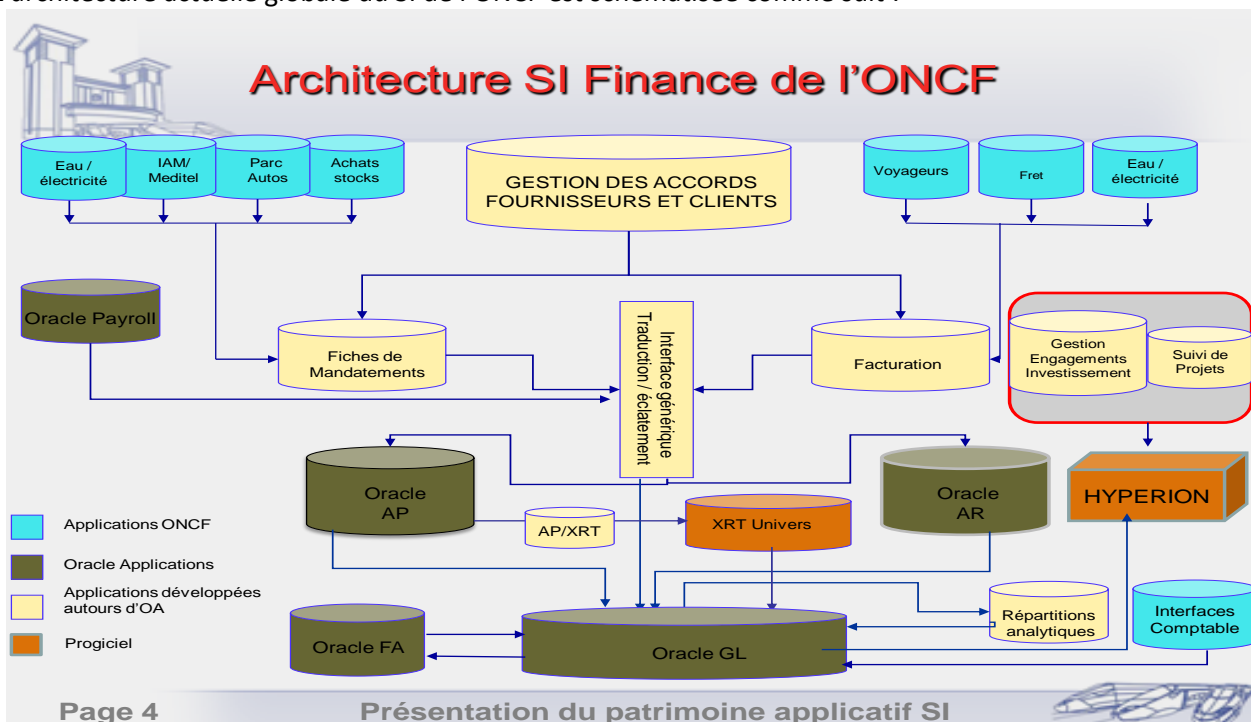 Architecture SI Finance de l'ONCF
Eau /
électricité
IAM/
Meditel
Parc
Autos
Achats
stocks
GESTION DES ACCORDS
FOURNISSEURS ET CLIENTS
Voyageurs
Fret
Eau /
électricité
Oracle Payroll
Fiches de
Mandatements
Interface générique
Traduction / éclatement
Facturation
Gestion
Engagements
Investissement
Suivi de
Projets
Oracle
AP
AP/XRT
XRT Univers
Oracle
AR
HYPERION
Applications ONCF
Oracle Applications
Applications développées
autours d'OA
Progiciel
Oracle FA
Oracle GL
Répartitions
analytiques
Interfaces
Comptable
Page 4
Présentation du patrimoine applicatif SI